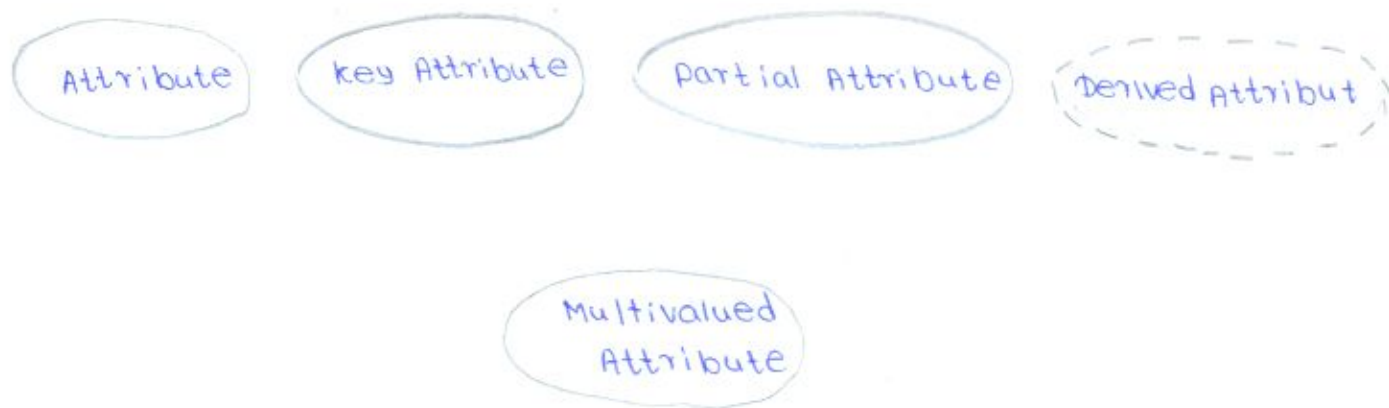 Attribute
Key Attribute
Partial Attribute
Derived Attribut
Multivalued
Attribute